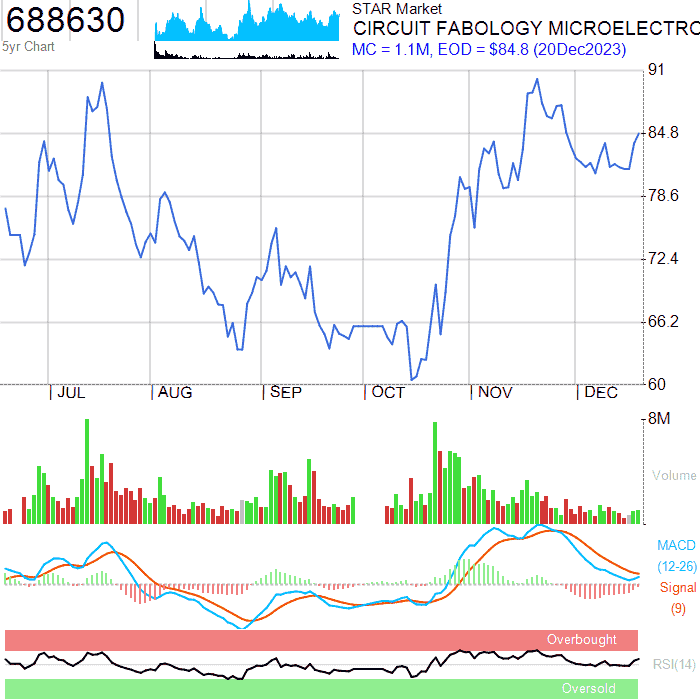 688630
5yr Chart
STAR Market
CIRCUIT FABOLOGY MICROELECTRO
MC = 1.1M, EOD = $84.8 (20Dec2023)
91
84.8
78.6
72.4
66.2
60
JUL AUG SEP OCT NOV DEC
8M
Volume
MACD
(12-26)
Signal
(9)
Overbought
RSI(14)
Oversold